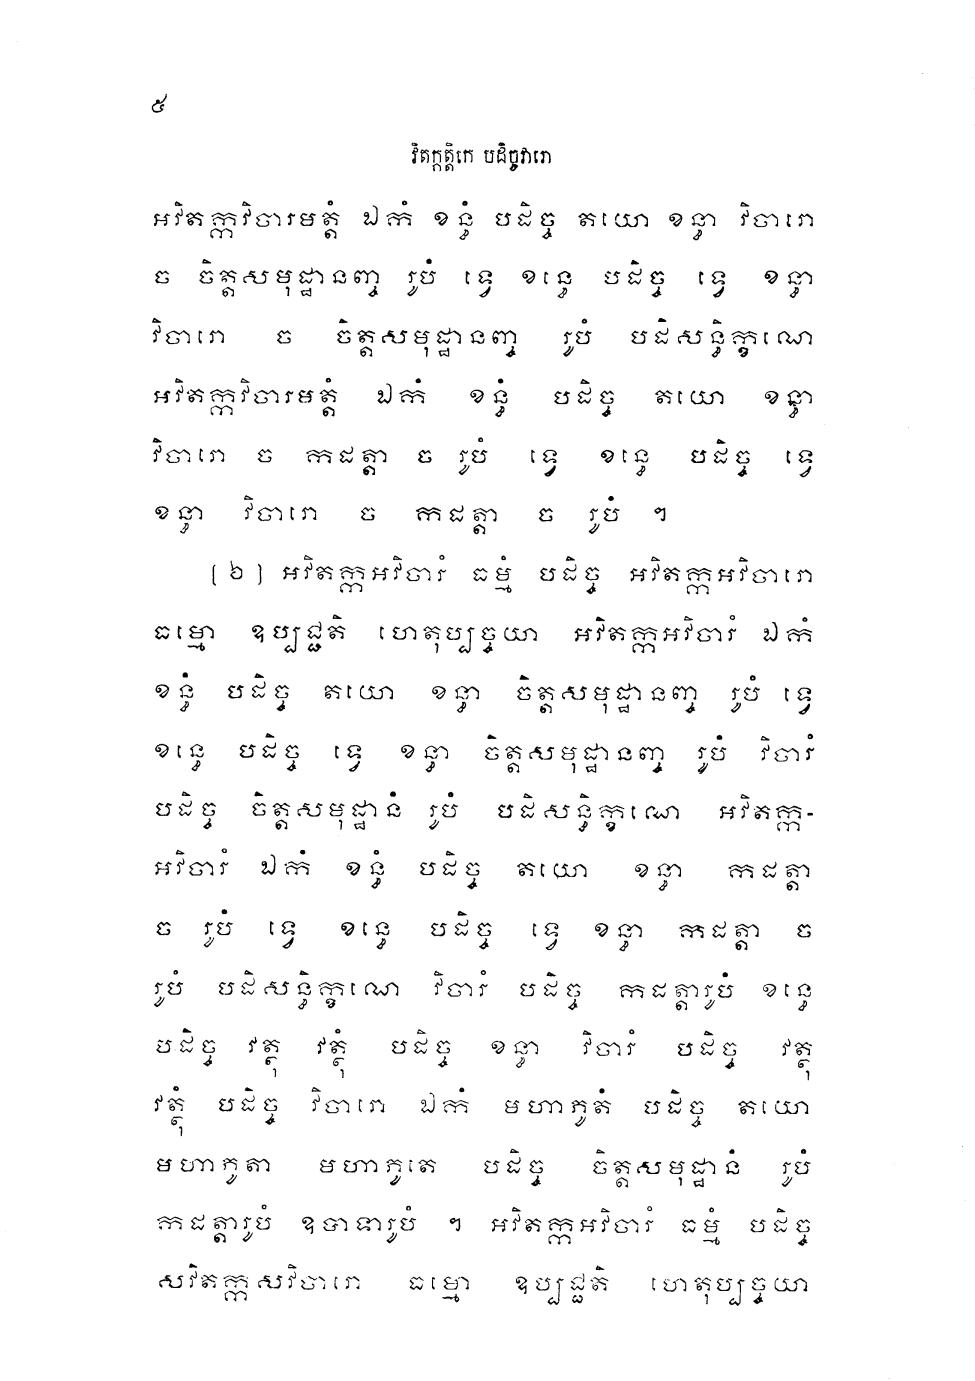 ៥
វិតក្កត្តិកេ បដិច្ចវារោ
អវិតក្កវិចារមត្តំ ឯកំ ខន្ធំ បដិច្ច តយោ ខន្ធា វិចារោ
ច ចិត្តសមុដ្ឋានញ្ច រូបំ ទ្វេ ខន្ធេ បដិច្ច ទ្វេ ខន្ធា
វិចារោ ច ចិត្តសមុដ្ឋានញ្ច រូបំ បដិសន្ធិក្ខណេ
អវិតក្កវិចារមត្តំ ឯកំ ខន្ធំ បដិច្ច តយោ ខន្ធា
វិចារោ ច កដត្តា ច រូបំ ទ្វេ ខន្ធេ បដិច្ច ទ្វេ
ខន្ធា វិចារោ ច កដត្តា ច រូបំ ។
(៦) អវិតក្កអវិចារំ ធម្មំ បដិច្ច អវិតក្កអវិចារោ
ធម្មោ ឧប្បជ្ជតិ ហេតុប្បច្ចយា អវិតក្កអវិចារំ ឯកំ
ខន្ធំ បដិច្ច តយោ ខន្ធា ចិត្តសមុដ្ឋានញ្ច រូបំ ទ្វេ
ខន្ធេ បដិច្ច ទ្វេ ខន្ធា ចិត្តសមុដ្ឋានញ្ច រូបំ វិចារំ
បដិច្ច ចិត្តសមុដ្ឋានំ រូបំ បដិសន្ធិក្ខណេ អវិតក្ក-
អវិចារំ ឯកំ ខន្ធំ បដិច្ច តយោ ខន្ធា កដត្តា
ច រូបំ ទ្វេ ខន្ធេ បដិច្ច ទ្វេ ខន្ធា កដត្តា ច
រូបំ បដិសន្ធិក្ខណេ វិចារំ បដិច្ច កដត្តារូបំ ខន្ធេ
បដិច្ច វត្ថុ វត្ថុំ បដិច្ច ខន្ធា វិចារំ បដិច្ច វត្ថុ
វត្ថុំ បដិច្ច វិចារោ ឯកំ មហាភូតំ បដិច្ច តយោ
មហាភូតា មហាភូតេ បដិច្ច ចិត្តសមុដ្ឋានំ រូបំ
កដត្តារូបំ ឧបាទារូបំ ។ អវិតក្កអវិចារំ ធម្មំ បដិច្ច
សវិតក្កសវិចារោ ធម្មោ ឧប្បជ្ជតិ ហេតុប្បច្ចយា